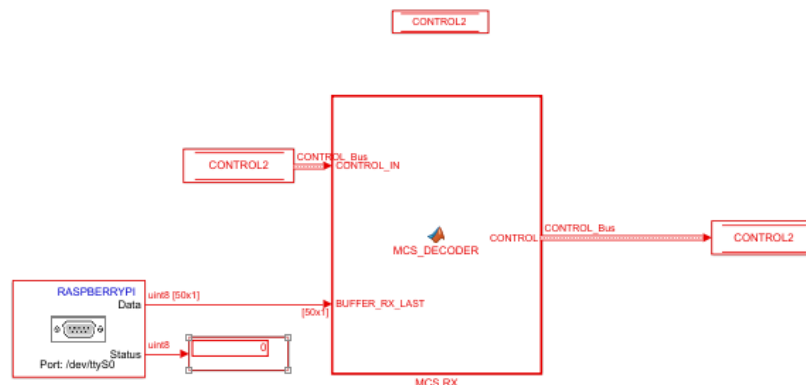 CONTROL2
CONTROL2
CONTROL_Bus
CONTROL_IN
MCS_DECODER
CONTROL
CONTROL_Bus
CONTROL2
RASPBERRYPI
Data
uint8 [50x1]
[50x1]
BUFFER_RX_LAST
Status
uint8
0
Port: /dev/ttyS0
MCS RX